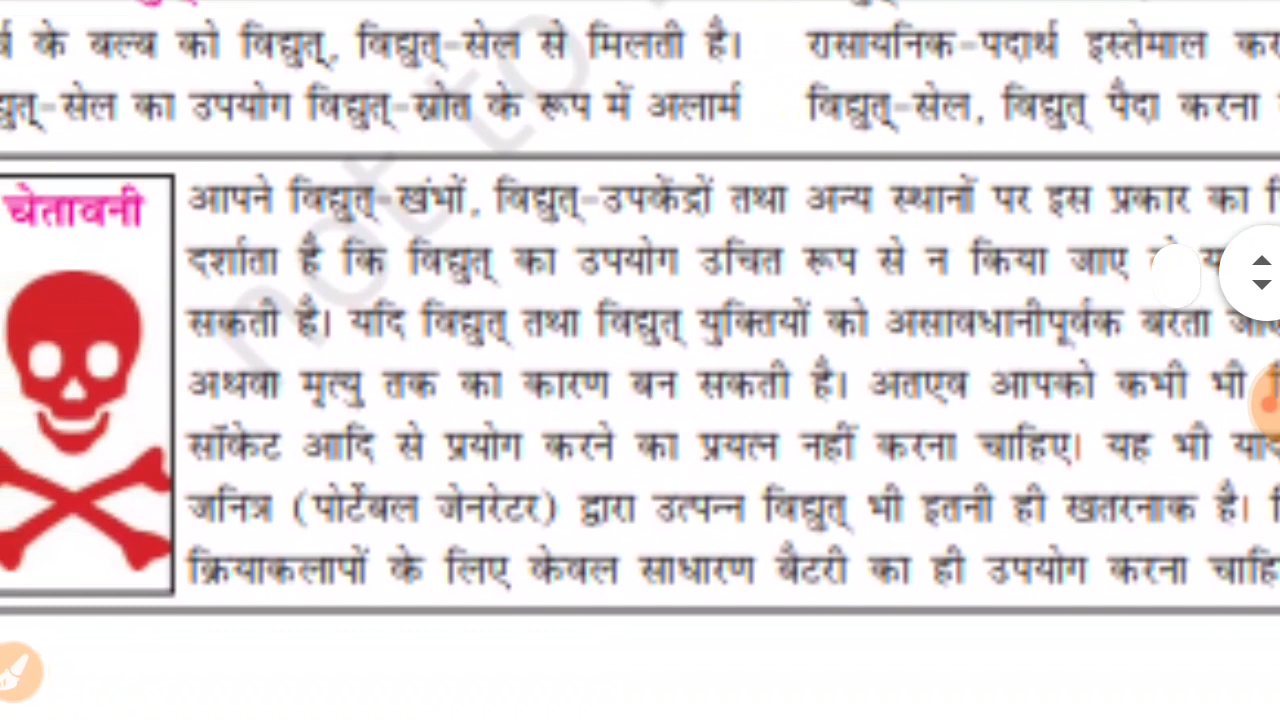 के बल्ब को विद्युत्, विद्युत्-सेल से मिलती है।
रासायनिक-पदार्थ इस्तेमाल
-सेल का उपयोग विद्युत्-स्रोत के रूप में अलार्म
विद्युत्-सेल, विद्युत् पैदा करना
चेतावनी
आपने विद्युत्-खंभों, विद्युत्-उपकेंद्रों तथा अन्य स्थानों पर इस प्रकार का
दर्शाता है कि विद्युत् का उपयोग उचित रूप से न किया जाए
सकती है। यदि विद्युत् तथा विद्युत् युक्तियों को असावधानीपूर्वक बरता
अथवा मृत्यु तक का कारण बन सकती है। अतएव आपको कभी भी
सॉकेट आदि से प्रयोग करने का प्रयत्न नहीं करना चाहिए। यह भी
जनित्र (पोर्टेबल जेनरेटर) द्वारा उत्पन्न विद्युत् भी इतनी ही खतरनाक है।
क्रियाकलापों के लिए केवल साधारण बैटरी का ही उपयोग करना
not to